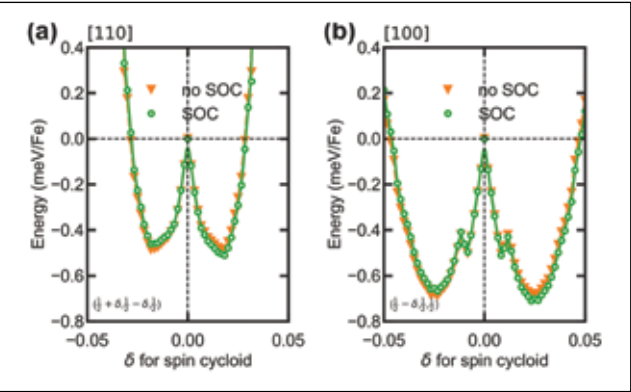 (a) [110]
0.4
0.2
0.0
−0.2
−0.4
−0.6
−0.8
Energy (meV/Fe)
no SOC
SOC
−0.05 0.00 0.05
δ for spin cycloid
(b) [100]
0.4
0.2
0.0
−0.2
−0.4
−0.6
−0.8
Energy (meV/Fe)
no SOC
SOC
−0.05 0.00 0.05
δ for spin cycloid